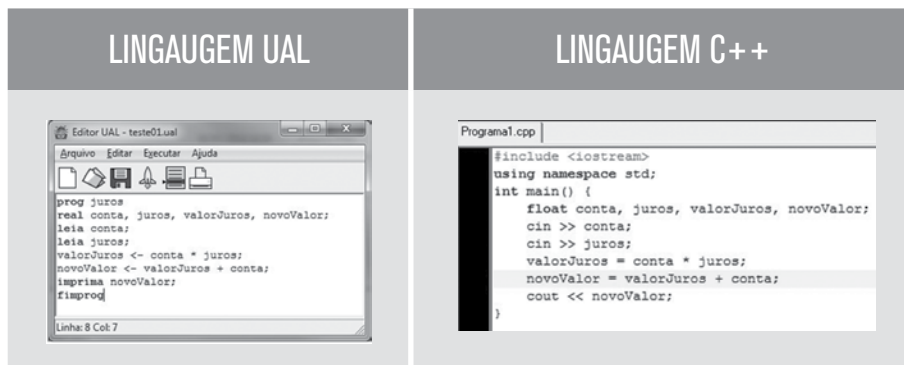 LINGAUGEM UAL
LINGAUGEM C++
Editor UAL - teste01.ual
Arquivo Editar Executar Ajuda
prog juros
real conta, juros, valorJuros, novoValor;
leia conta;
leia juros;
valorJuros <- conta * juros;
novoValor <- valorJuros + conta;
imprima novoValor;
fimprog
Linha: 8 Col: 7
Programa1.cpp
#include <iostream>
using namespace std;
int main() {
float conta, juros, valorJuros, novoValor;
cin >> conta;
cin >> juros;
valorJuros = conta * juros;
novoValor = valorJuros + conta;
cout << novoValor;
}